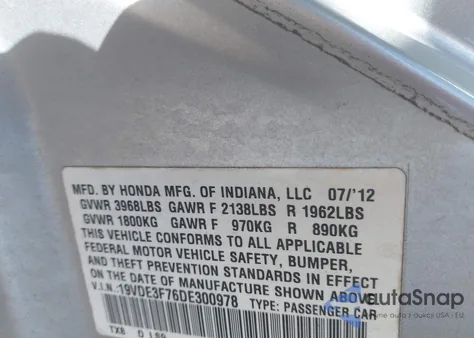 MFD. BY HONDA MFG. OF INDIANA, LLC 07/'12
GVWR 3968LBS GAWR F 2138LBS R 1962LBS
GVWR 1800KG GAWR F 970KG R 890KG
THIS VEHICLE CONFORMS TO ALL APPLICABLE
FEDERAL MOTOR VEHICLE SAFETY, BUMPER,
AND THEFT PREVENTION STANDARDS IN EFFECT
ON THE DATE OF MANUFACTURE SHOWN ABOVE.
V.I.N.:19VDE3F76DE300978 TYPE: PASSENGER CAR
TX8
autoSnap